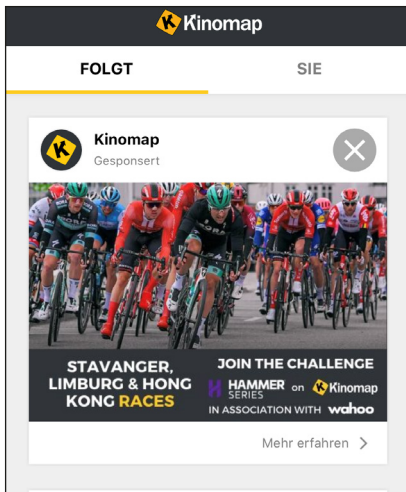 Kinomap
FOLGT
SIE
Kinomap
Gesponsert
STAVANGER,
LIMBURG & HONG
KONG RACES
JOIN THE CHALLENGE
HAMMER SERIES on Kinomap
IN ASSOCIATION WITH wahoo
Mehr erfahren